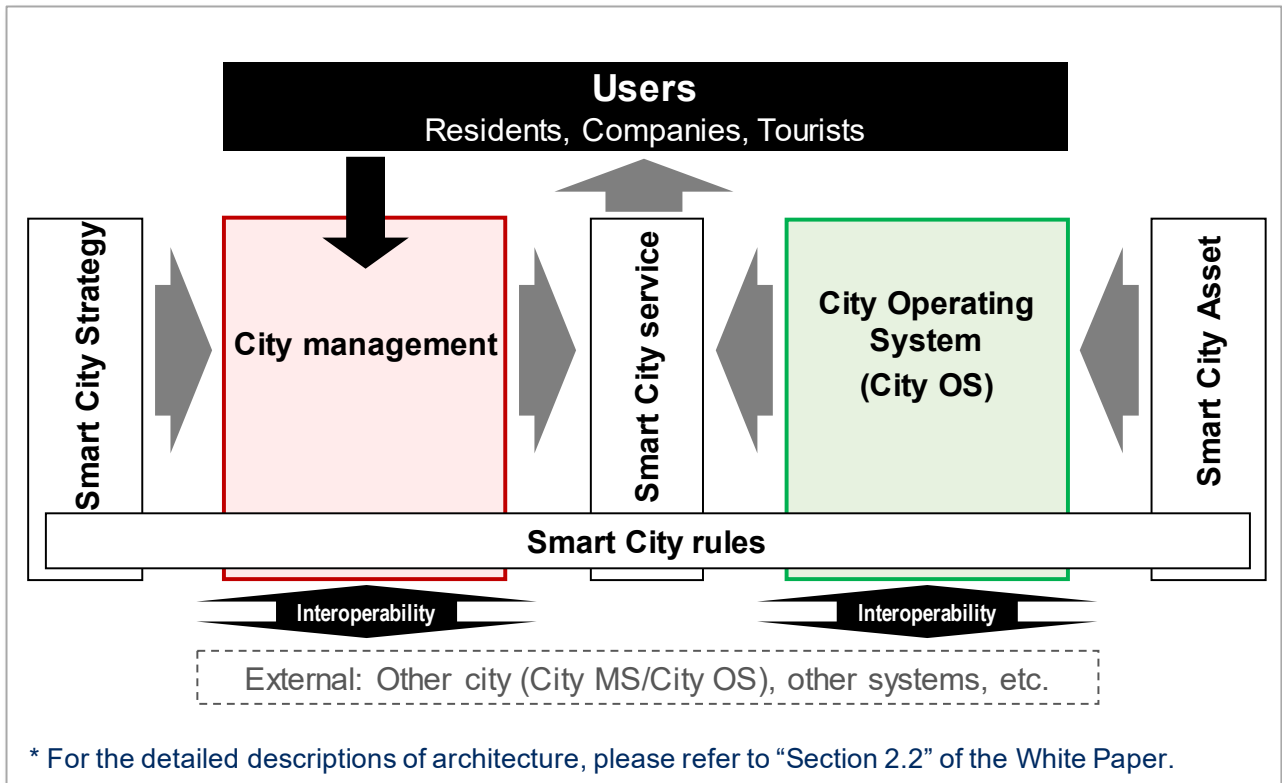 Users
Residents, Companies, Tourists
Smart City Strategy
City management
Smart City service
City Operating
System
(City OS)
Smart City Asset
Smart City rules
Interoperability
Interoperability
External: Other city (City MS/City OS), other systems, etc.
* For the detailed descriptions of architecture, please refer to “Section 2.2” of the White Paper.